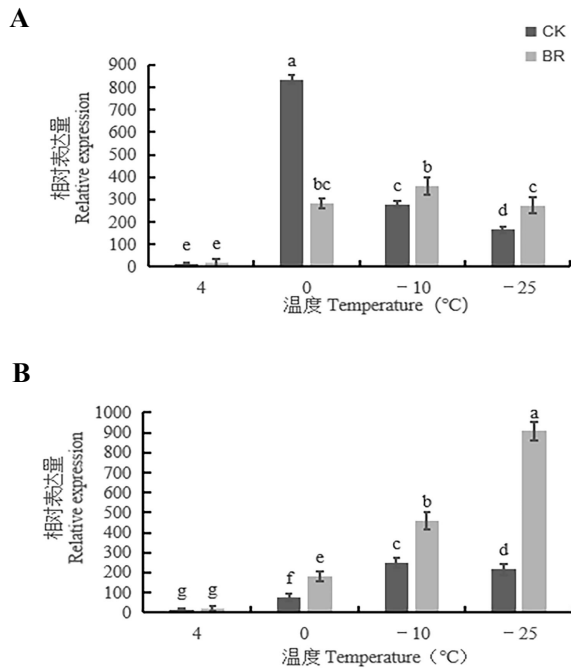 A
CK
BR
相对表达量
Relative expression
900
800
700
600
500
400
300
200
100
0
e
e
a
bc
c
b
d
c
4
0
－10
－25
温度 Temperature（°C）
B
相对表达量
Relative expression
1000
900
800
700
600
500
400
300
200
100
0
g
g
f
e
c
b
d
a
4
0
－10
－25
温度 Temperature（°C）